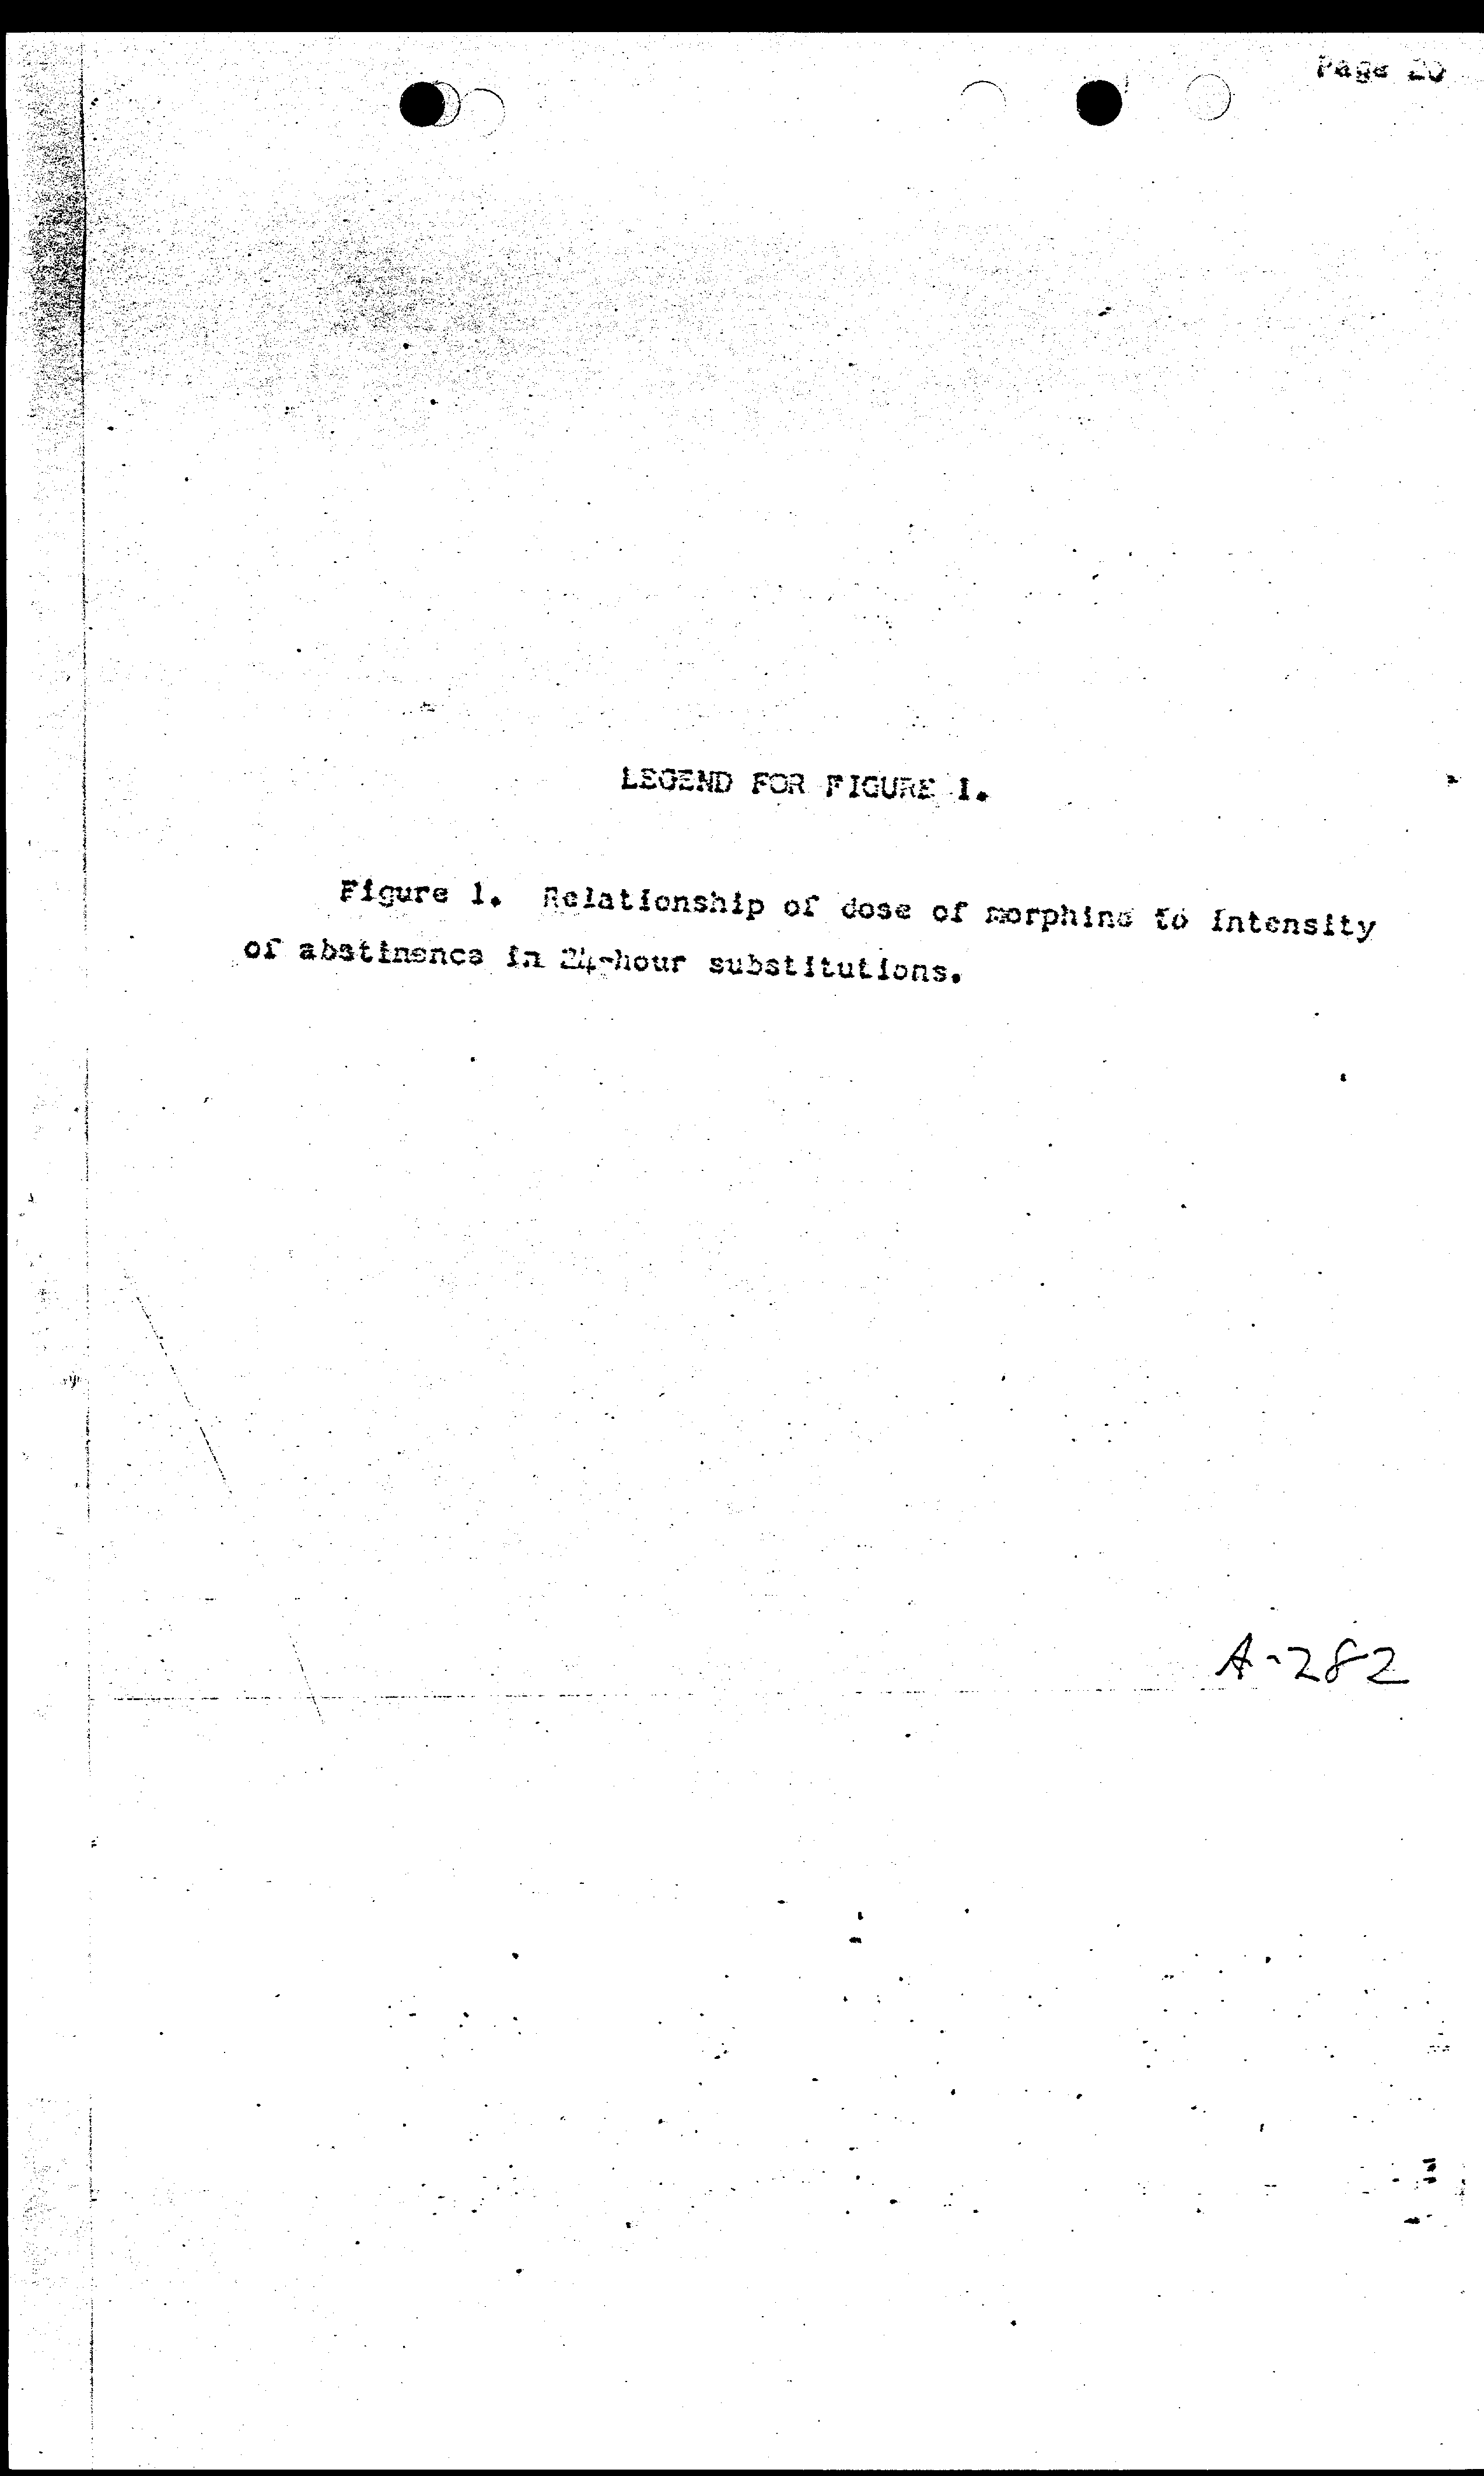 Page 20
LEGEND FOR FIGURE 1.
Figure 1. Relationship of dose of morphine to intensity
of abstinence in 24-hour substitutions.
A-282